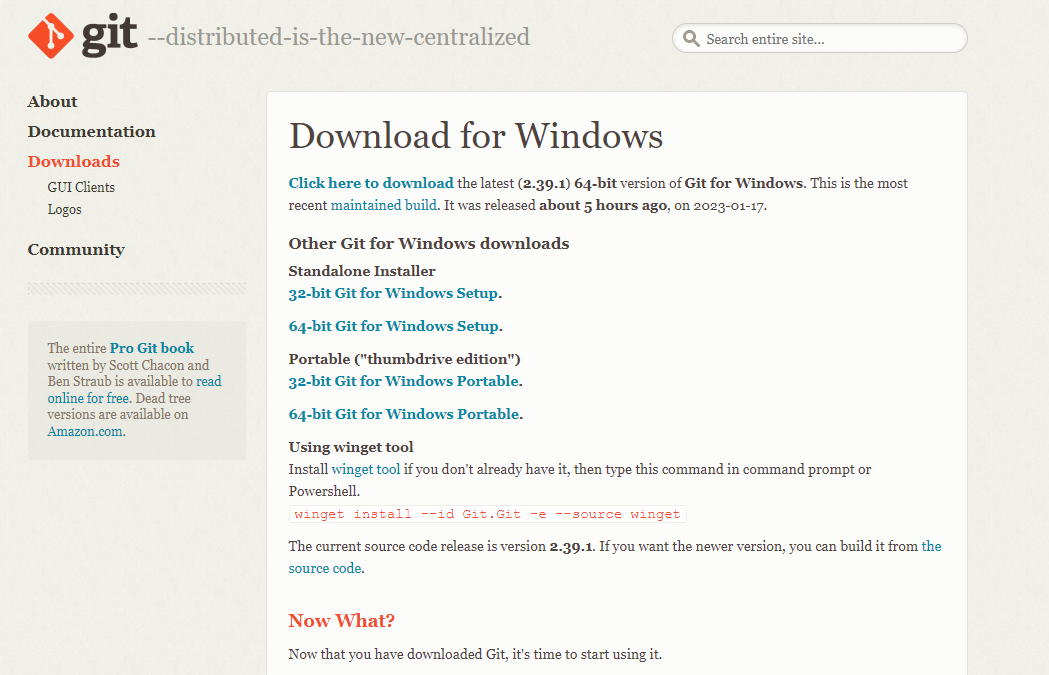 git --distributed-is-the-new-centralized
Search entire site...
About
Documentation
Downloads
GUI Clients
Logos
Community
The entire Pro Git book
written by Scott Chacon and
Ben Straub is available to read
online for free. Dead tree
versions are available on
Amazon.com.
Download for Windows
Click here to download the latest (2.39.1) 64-bit version of Git for Windows. This is the most
recent maintained build. It was released about 5 hours ago, on 2023-01-17.
Other Git for Windows downloads
Standalone Installer
32-bit Git for Windows Setup.
64-bit Git for Windows Setup.
Portable ("thumbdrive edition")
32-bit Git for Windows Portable.
64-bit Git for Windows Portable.
Using winget tool
Install winget tool if you don't already have it, then type this command in command prompt or
Powershell.
winget install --id Git.Git -e --source winget
The current source code release is version 2.39.1. If you want the newer version, you can build it from the
source code.
Now What?
Now that you have downloaded Git, it's time to start using it.